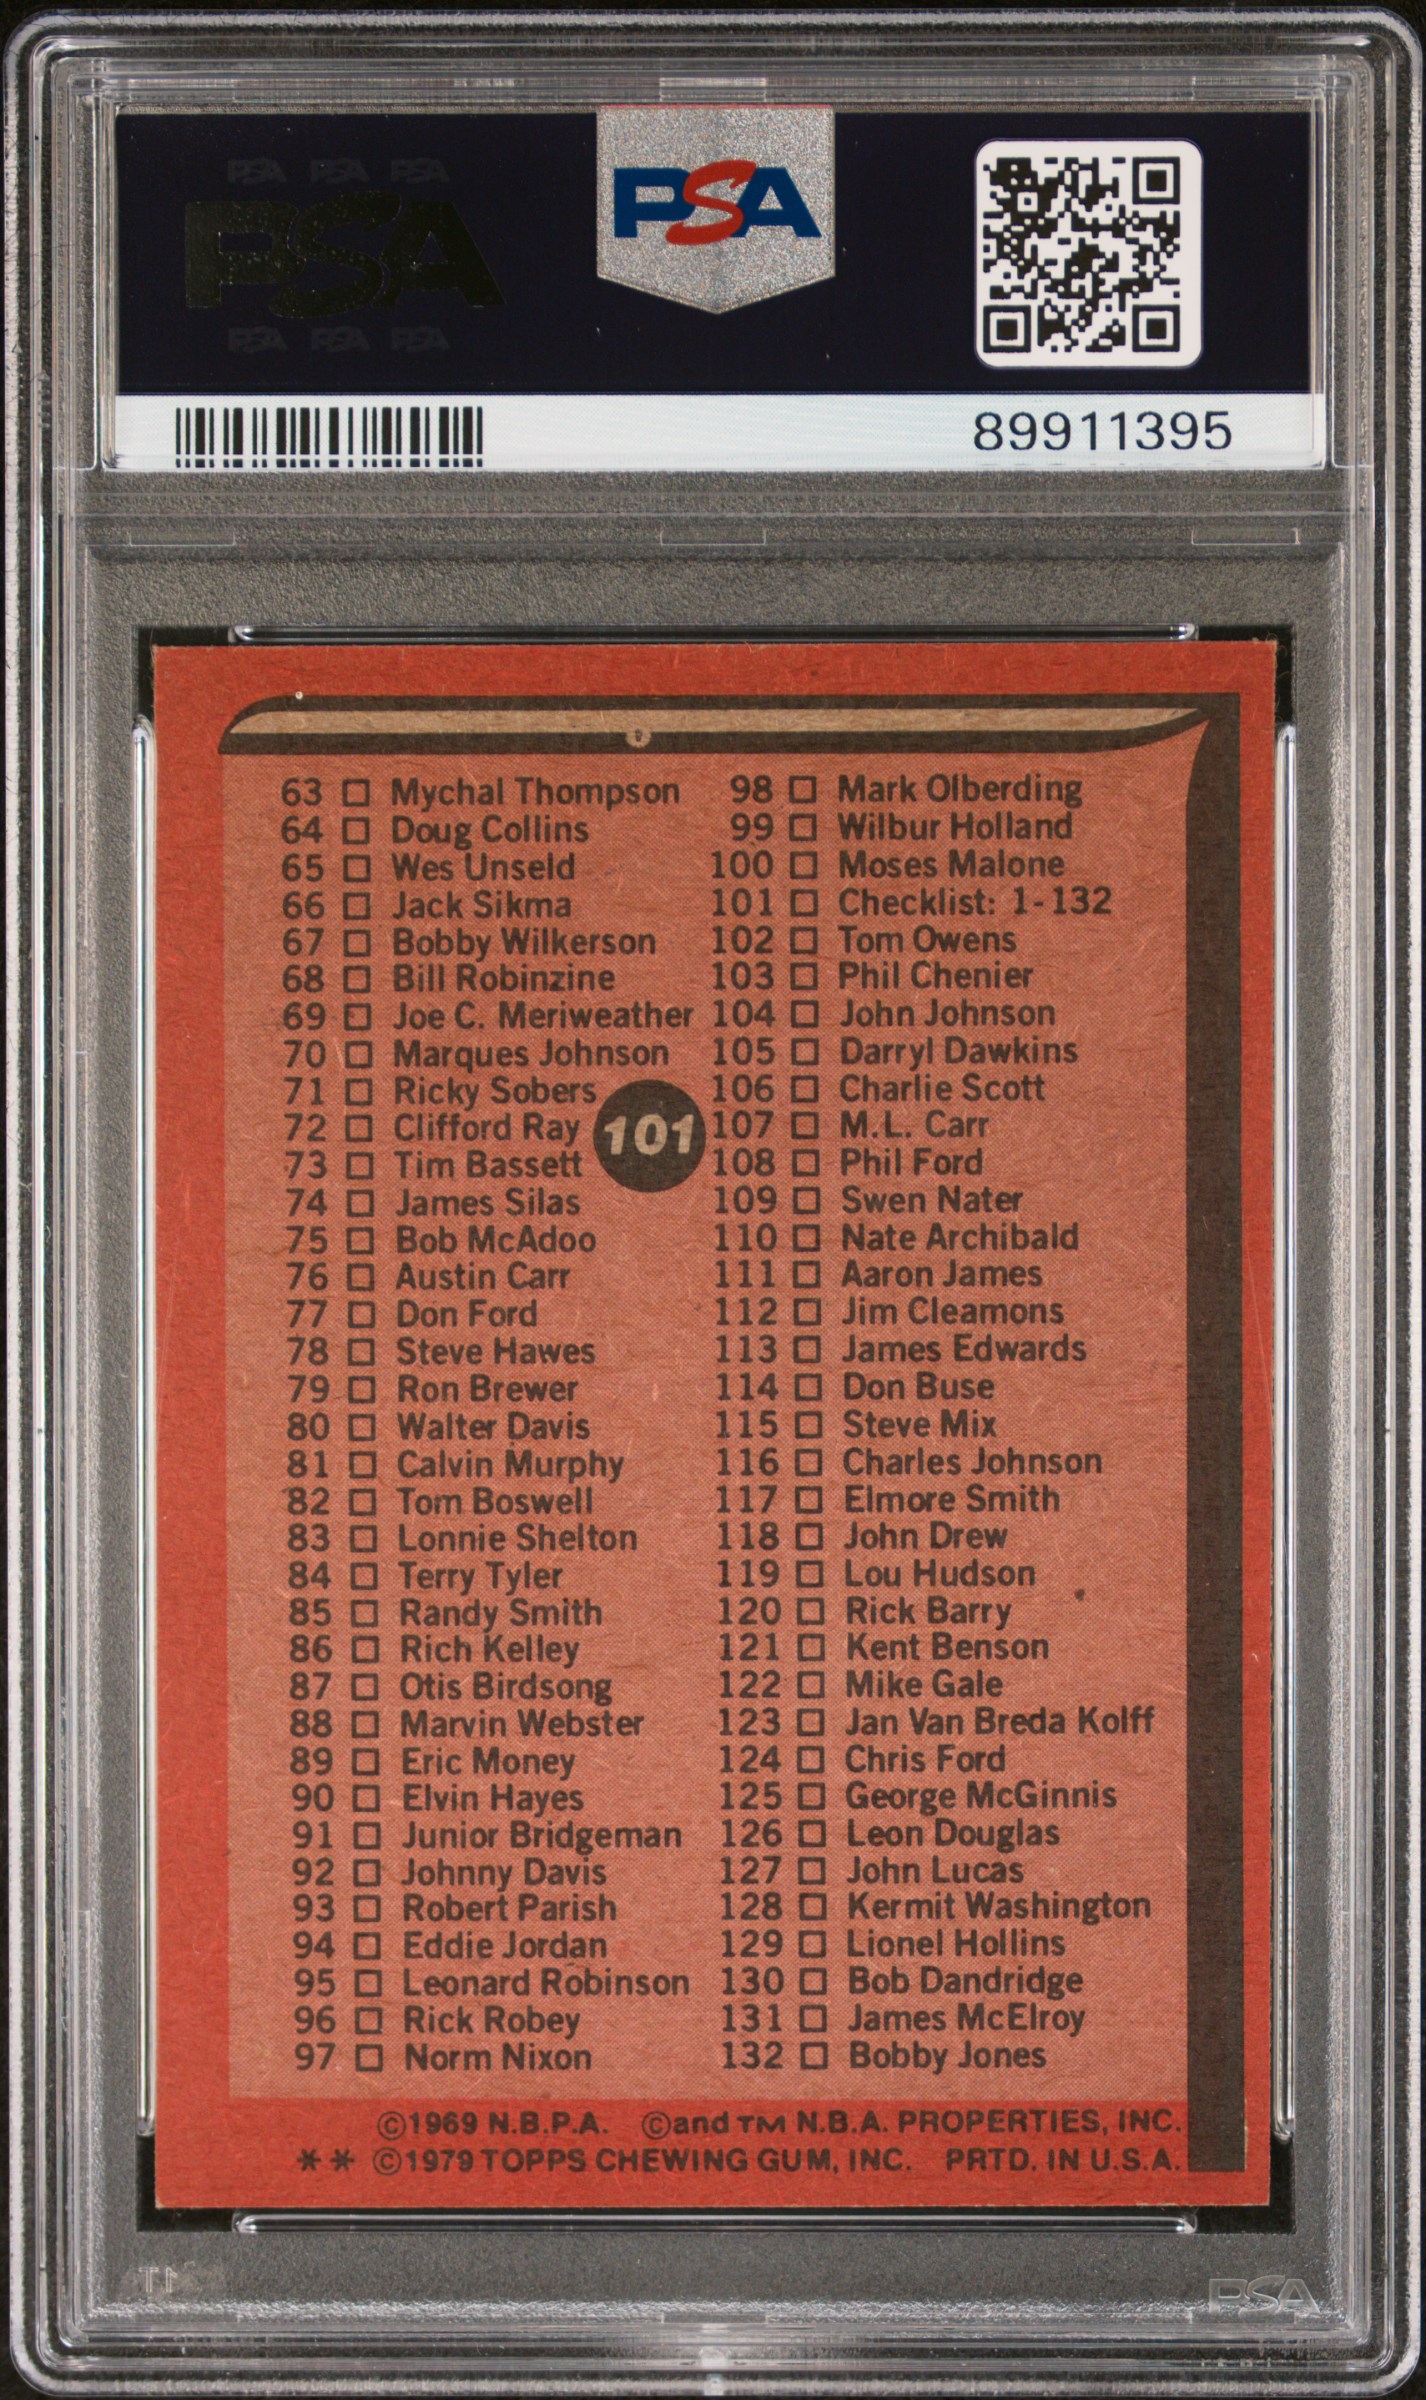 PSA PSA PSA
PSA
PSA PSA PSA
PSA
89911395
63 Mychal Thompson
64 Doug Collins
65 Wes Unseld
66 Jack Sikma
67 Bobby Wilkerson
68 Bill Robinzine
69 Joe C. Meriweather
70 Marques Johnson
71 Ricky Sobers
72 Clifford Ray
73 Tim Bassett
74 James Silas
75 Bob McAdoo
76 Austin Carr
77 Don Ford
78 Steve Hawes
79 Ron Brewer
80 Walter Davis
81 Calvin Murphy
82 Tom Boswell
83 Lonnie Shelton
84 Terry Tyler
85 Randy Smith
86 Rich Kelley
87 Otis Birdsong
88 Marvin Webster
89 Eric Money
90 Elvin Hayes
91 Junior Bridgeman
92 Johnny Davis
93 Robert Parish
94 Eddie Jordan
95 Leonard Robinson
96 Rick Robey
97 Norm Nixon
101
98 Mark Olberding
99 Wilbur Holland
100 Moses Malone
101 Checklist: 1-132
102 Tom Owens
103 Phil Chenier
104 John Johnson
105 Darryl Dawkins
106 Charlie Scott
107 M.L. Carr
108 Phil Ford
109 Swen Nater
110 Nate Archibald
111 Aaron James
112 Jim Cleamons
113 James Edwards
114 Don Buse
115 Steve Mix
116 Charles Johnson
117 Elmore Smith
118 John Drew
119 Lou Hudson
120 Rick Barry
121 Kent Benson
122 Mike Gale
123 Jan Van Breda Kolff
124 Chris Ford
125 George McGinnis
126 Leon Douglas
127 John Lucas
128 Kermit Washington
129 Lionel Hollins
130 Bob Dandridge
131 James McElroy
132 Bobby Jones
©1969 N.B.P.A. ©and TM N.B.A. PROPERTIES, INC.
** ©1979 TOPPS CHEWING GUM, INC. PRTD. IN U.S.A.
PSA